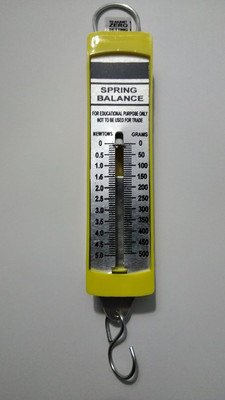 ZERO
SETTING
SPRING
BALANCE
FOR EDUCATIONAL PURPOSE ONLY
NOT TO BE USED FOR TRADE
NEWTONS GRAMS
0 0
0.5 50
1.0 100
1.5 150
2.0 200
2.5 250
3.0 300
3.5 350
4.0 400
4.5 450
5.0 500